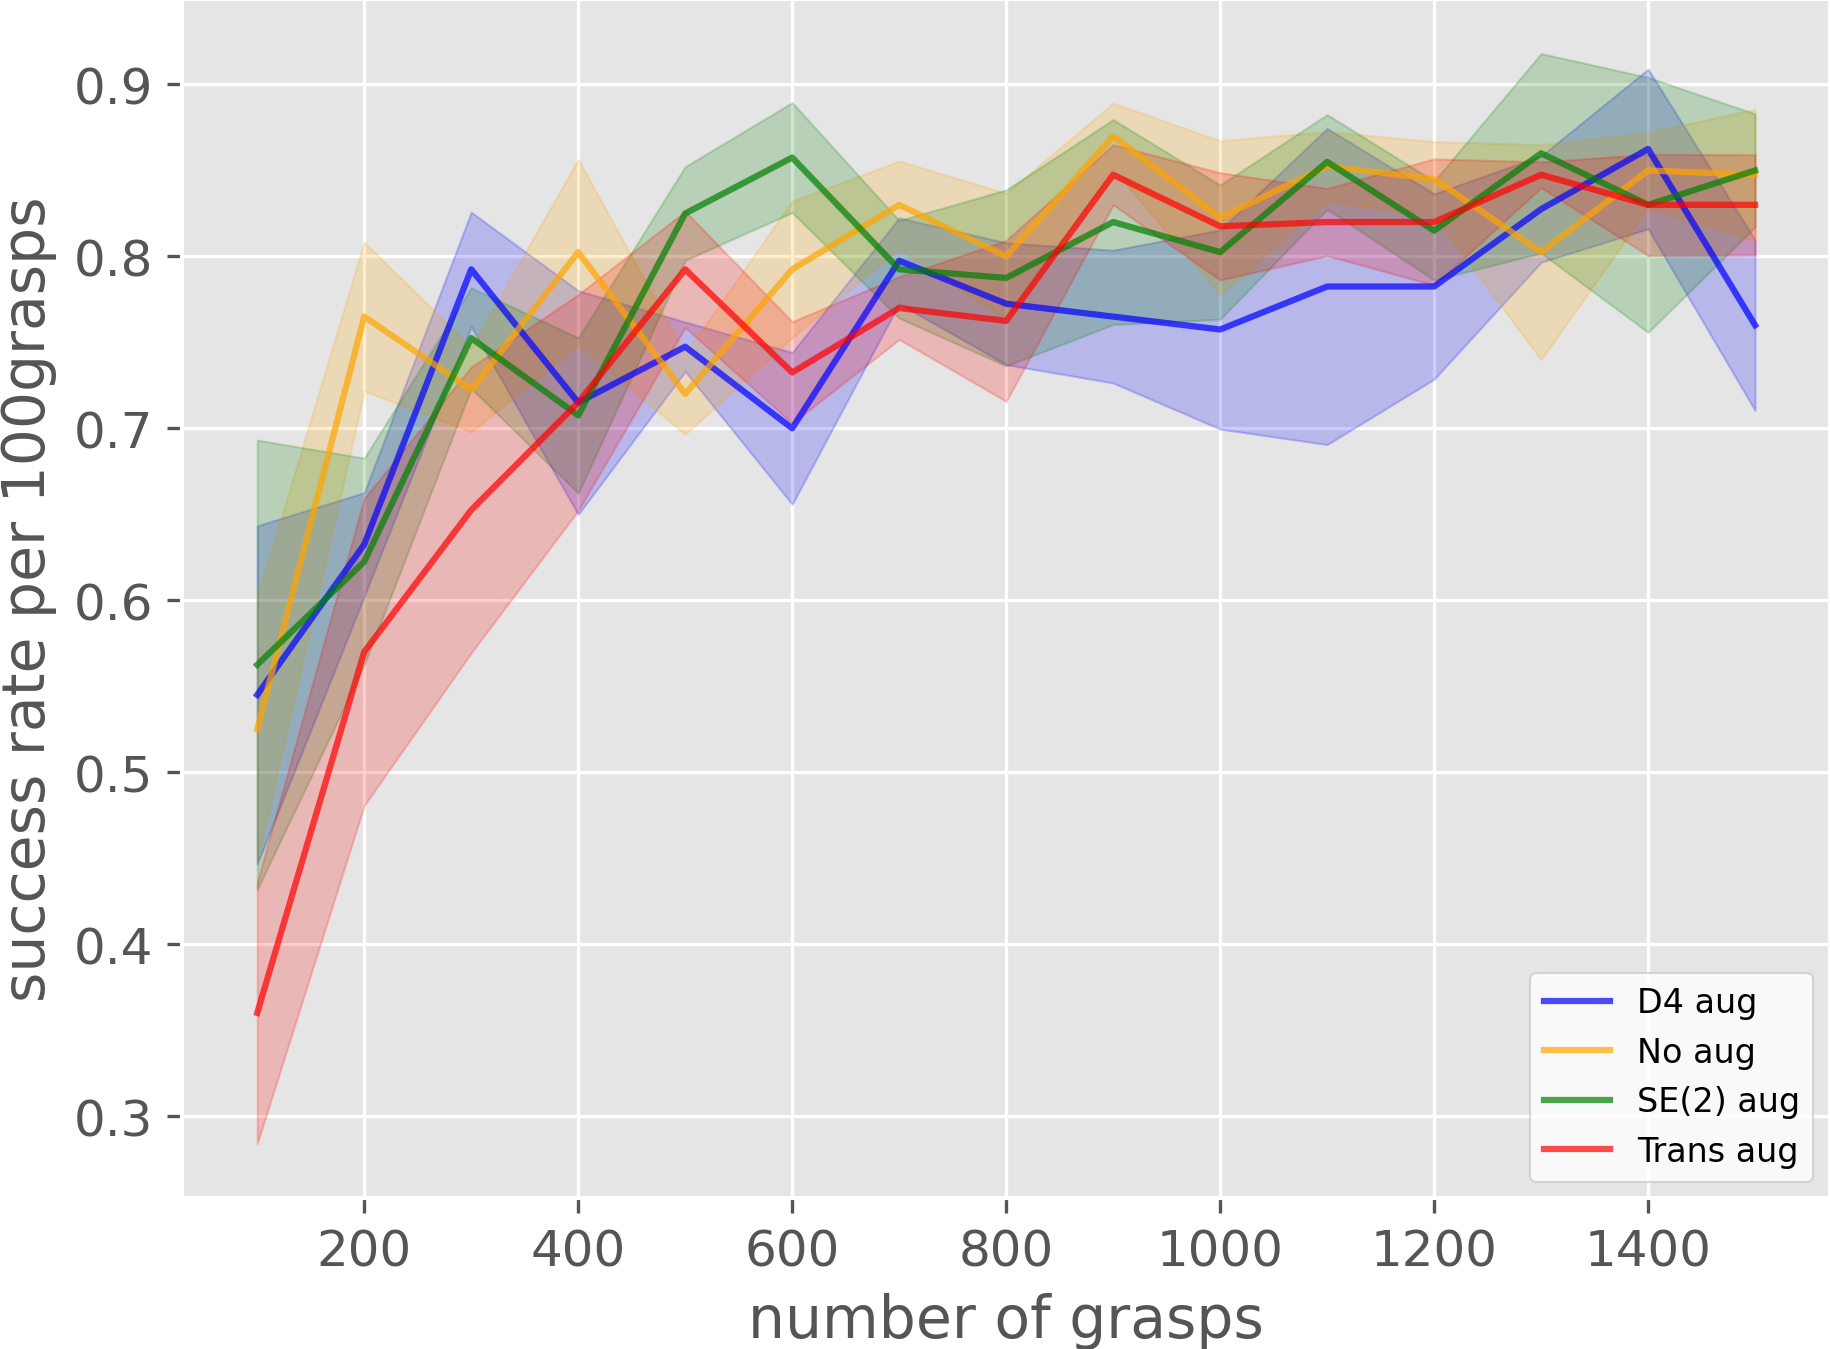 success rate per 100grasps
0.9
0.8
0.7
0.6
0.5
0.4
0.3
200 400 600 800 1000 1200 1400
number of grasps
D4 aug
No aug
SE(2) aug
Trans aug